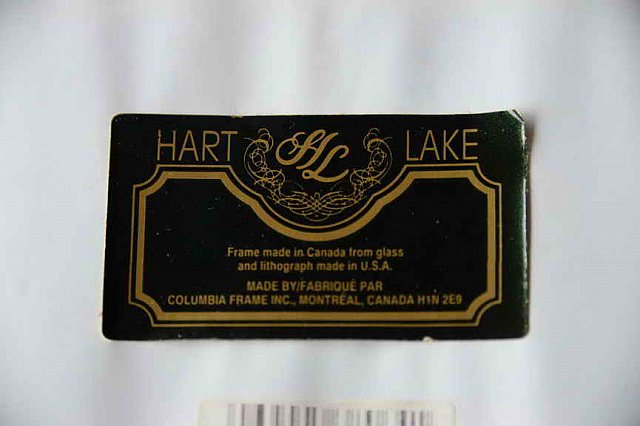 HART HL LAKE
Frame made in Canada from glass
and lithograph made in U.S.A.
MADE BY/FABRIQUÉ PAR
COLUMBIA FRAME INC., MONTRÉAL, CANADA H1N 2E9